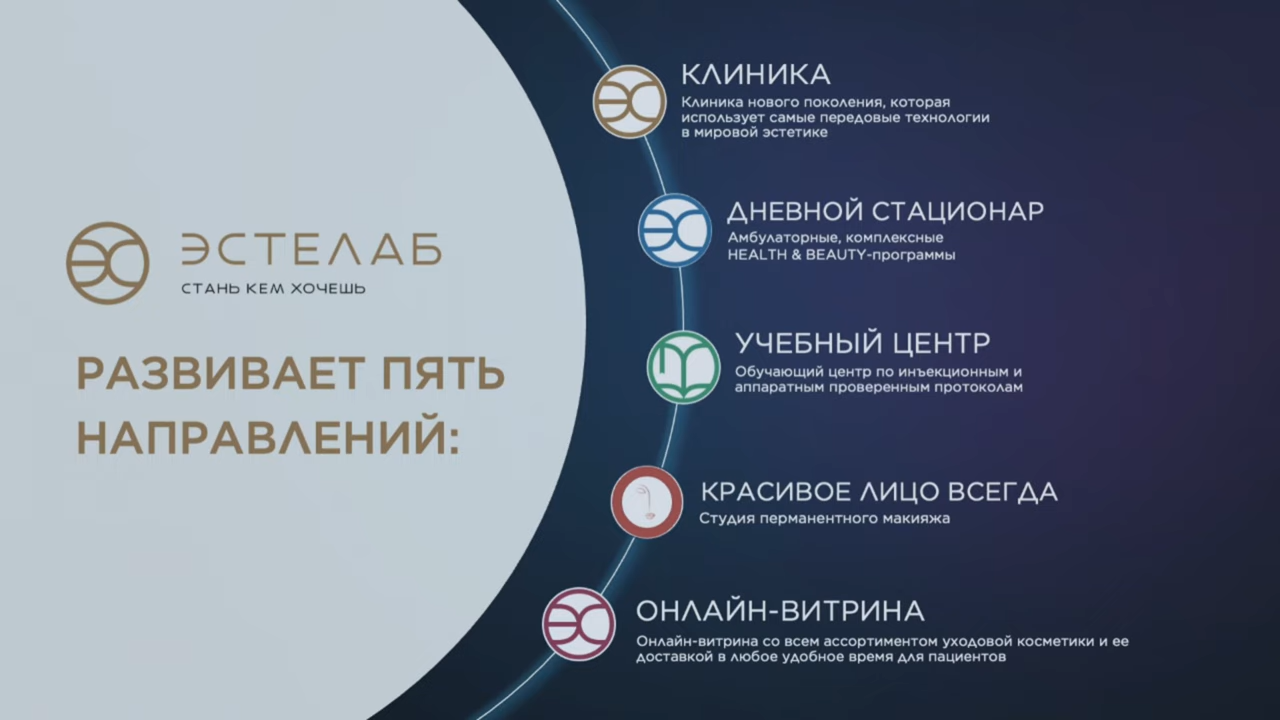 ЭСТЕЛАБ
СТАНЬ КЕМ ХОЧЕШЬ
РАЗВИВАЕТ ПЯТЬ
НАПРАВЛЕНИЙ:
КЛИНИКА
Клиника нового поколения, которая
использует самые передовые технологии
в мировой эстетике
ДНЕВНОЙ СТАЦИОНАР
Амбулаторные, комплексные
HEALTH & BEAUTY-программы
УЧЕБНЫЙ ЦЕНТР
Обучающий центр по инъекционным и
аппаратным проверенным протоколам
КРАСИВОЕ ЛИЦО ВСЕГДА
Студия перманентного макияжа
ОНЛАЙН-ВИТРИНА
Онлайн-витрина со всем ассортиментом уходовой косметики и ее
доставкой в любое удобное время для пациентов